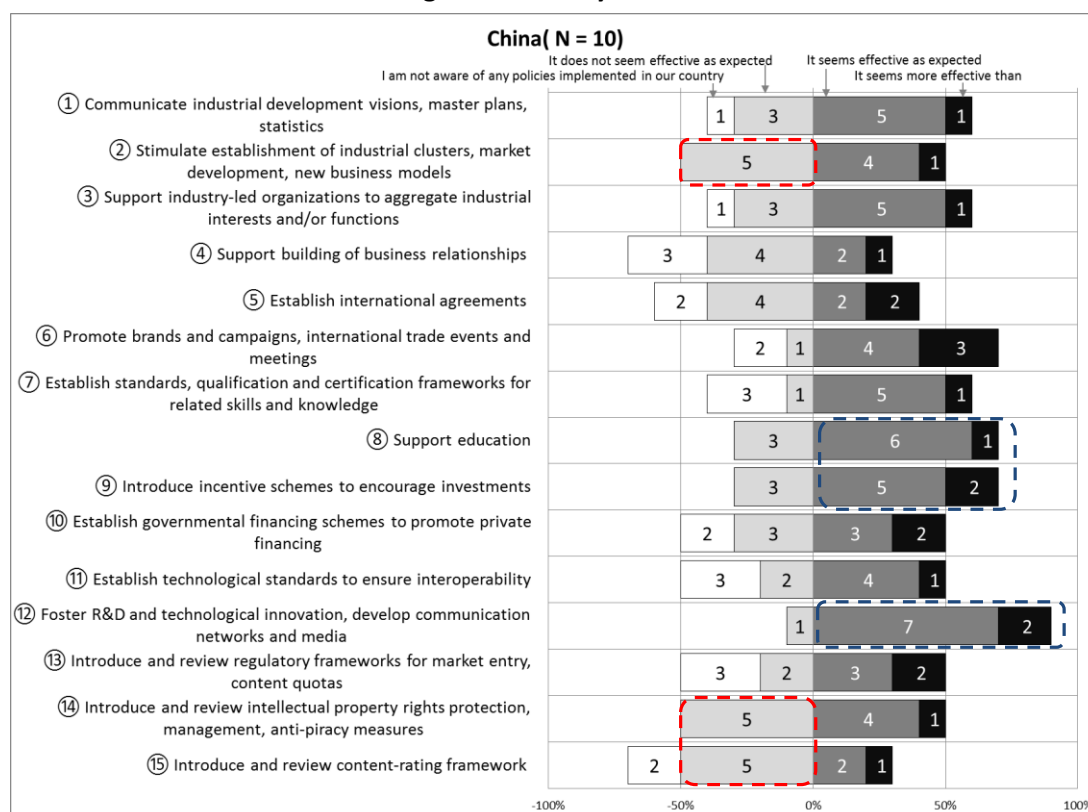 China( N = 10)
It does not seem effective as expected
It seems effective as expected
I am not aware of any policies implemented in our country
It seems more effective than
① Communicate industrial development visions, master plans,
statistics
1 3 5 1
② Stimulate establishment of industrial clusters, market
development, new business models
5 4 1
③ Support industry-led organizations to aggregate industrial
interests and/or functions
1 3 5 1
④ Support building of business relationships
3 4 2 1
⑤ Establish international agreements
2 4 2 2
⑥ Promote brands and campaigns, international trade events and
meetings
2 1 4 3
⑦ Establish standards, qualification and certification frameworks for
related skills and knowledge
3 1 5 1
⑧ Support education
3 6 1
⑨ Introduce incentive schemes to encourage investments
3 5 2
⑩ Establish governmental financing schemes to promote private
financing
2 3 3 2
⑪ Establish technological standards to ensure interoperability
3 2 4 1
⑫ Foster R&D and technological innovation, develop communication
networks and media
1 7 2
⑬ Introduce and review regulatory frameworks for market entry,
content quotas
3 2 3 2
⑭ Introduce and review intellectual property rights protection,
management, anti-piracy measures
5 4 1
⑮ Introduce and review content-rating framework
2 5 2 1
-100% -50% 0% 50% 100%